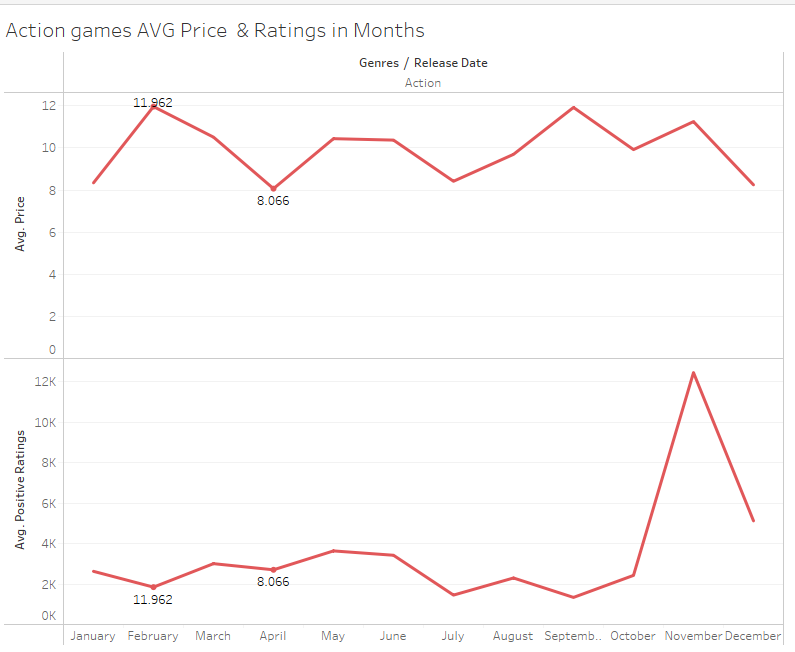 Action games AVG Price  & Ratings in Months
Genres / Release Date
Action
12
10
8
6
4
2
0
Avg. Price
11.962
8.066
12K
10K
8K
6K
4K
2K
0K
Avg. Positive Ratings
11.962
8.066
January February March April May June July August Septemb.. October November December